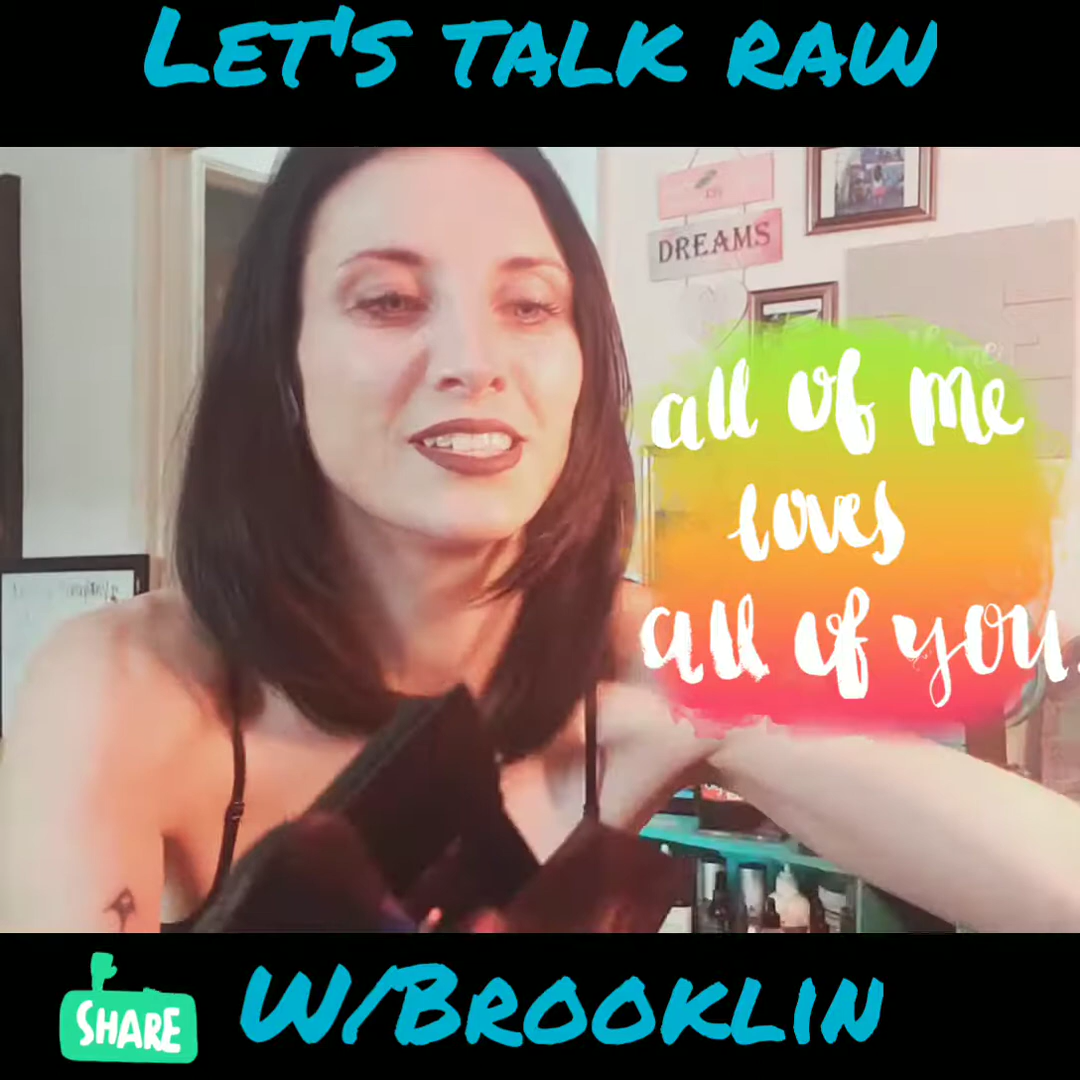 LET'S TALK RAW
DREAMS
all of me
loves
all of you.
SHARE
W/BROOKLIN